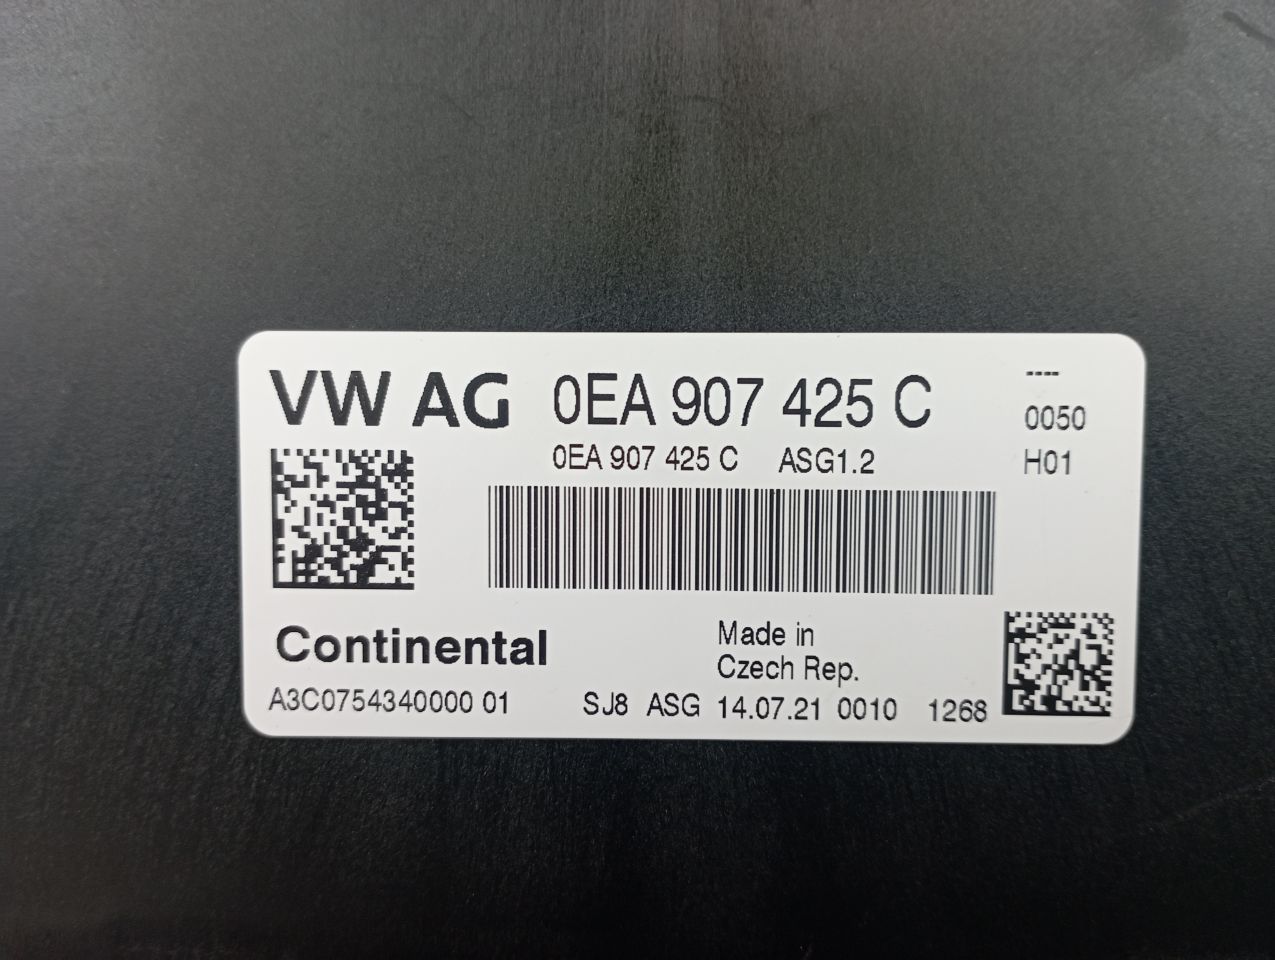 VW AG 0EA 907 425 C ----
0EA 907 425 C ASG1.2 0050
H01
Continental
Made in
Czech Rep.
A3C0754340000 01 SJ8 ASG 14.07.21 0010 1268